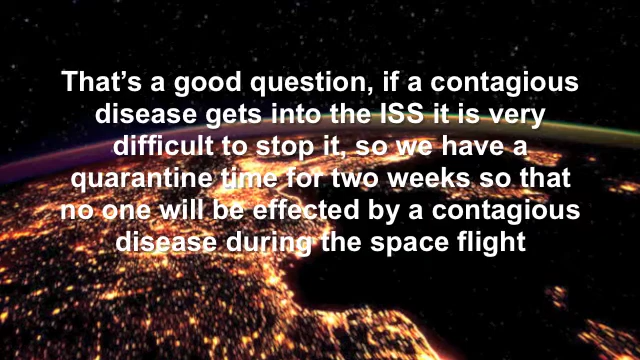 That’s a good question, if a contagious
disease gets into the ISS it is very
difficult to stop it, so we have a
quarantine time for two weeks so that
no one will be effected by a contagious
disease during the space flight